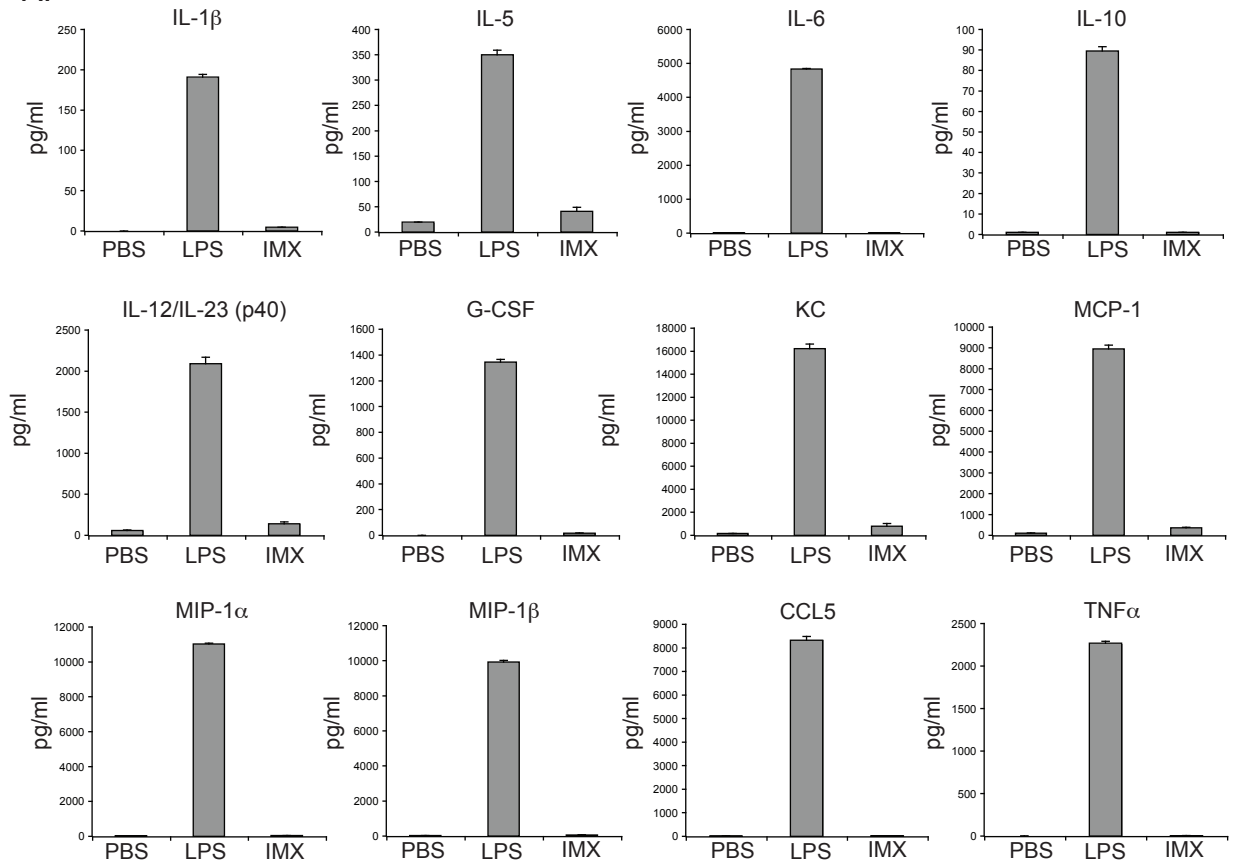 IL-1β
250
200
150
100
50
0
pg/ml
PBS LPS IMX
IL-5
400
350
300
250
200
150
100
50
0
pg/ml
PBS LPS IMX
IL-6
6000
5000
4000
3000
2000
1000
0
pg/ml
PBS LPS IMX
IL-10
100
90
80
70
60
50
40
30
20
10
0
pg/ml
PBS LPS IMX
IL-12/IL-23 (p40)
2500
2000
1500
1000
500
0
pg/ml
PBS LPS IMX
G-CSF
1600
1400
1200
1000
800
600
400
200
0
pg/ml
PBS LPS IMX
KC
18000
16000
14000
12000
10000
8000
6000
4000
2000
0
pg/ml
PBS LPS IMX
MCP-1
10000
9000
8000
7000
6000
5000
4000
3000
2000
1000
0
pg/ml
PBS LPS IMX
MIP-1α
12000
10000
8000
6000
4000
2000
0
pg/ml
PBS LPS IMX
MIP-1β
12000
10000
8000
6000
4000
2000
0
pg/ml
PBS LPS IMX
CCL5
9000
8000
7000
6000
5000
4000
3000
2000
1000
0
pg/ml
PBS LPS IMX
TNFα
2500
2000
1500
1000
500
0
pg/ml
PBS LPS IMX